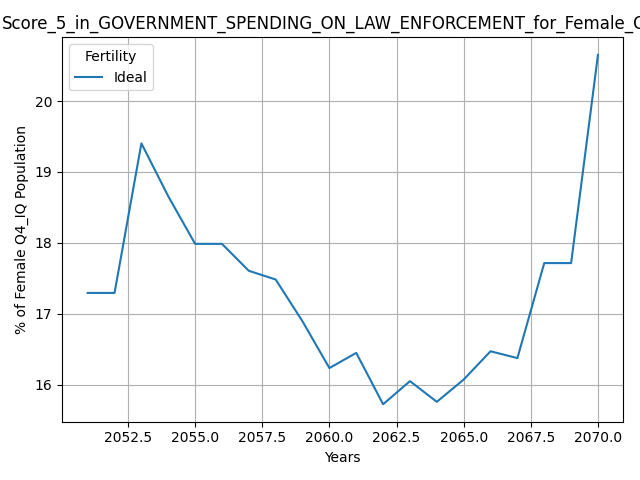 Score_5_in_GOVERNMENT_SPENDING_ON_LAW_ENFORCEMENT_for_Female_
Fertility
Ideal
% of Female Q4_IQ Population
20
19
18
17
16
2052.5 2055.0 2057.5 2060.0 2062.5 2065.0 2067.5 2070.0
Years